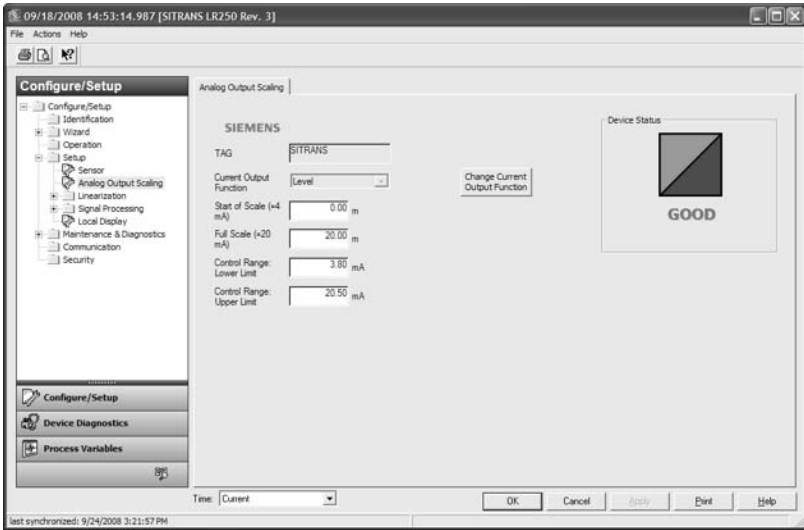 09/18/2008 14:53:14.987 [SITRANS LR250 Rev. 3]
File Actions Help
Configure/Setup
Configure/Setup
Identification
Wizard
Operation
Setup
Sensor
Analog Output Scaling
Linearization
Signal Processing
Local Display
Maintenance & Diagnostics
Communication
Security
Configure/Setup
Device Diagnostics
Process Variables
Analog Output Scaling
SIEMENS
TAG SITRANS
Current Output Function Level
Change Current
Output Function
Start of Scale (=4 mA) 0.00 m
Full Scale (=20 mA) 20.00 m
Control Range: Lower Limit 3.80 mA
Control Range: Upper Limit 20.50 mA
Device Status
GOOD
Time: Current
OK Cancel Apply Print Help
last synchronized: 9/24/2008 3:21:57 PM